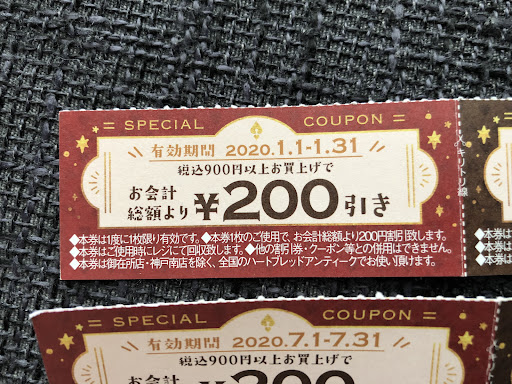 = SPECIAL COUPON =
有効期間 2020.1.1-1.31
税込900円以上お買上げで
お会計
総額より ¥200引き
◆本券は1度に1枚限り有効です。◆本券1枚のご使用で、お会計総額より200円割引致します。
◆本券はご使用時にレジにて回収致します。◆他の割引券・クーポン等との併用はできません。
◆本券は御在所店・神戸南店を除く、全国のハートブレッドアンティークでお使い頂けます。
キリトリ線
= SPECIAL COUPON =
有効期間 2020.7.1-7.31
税込900円以上お買上げで
¥200